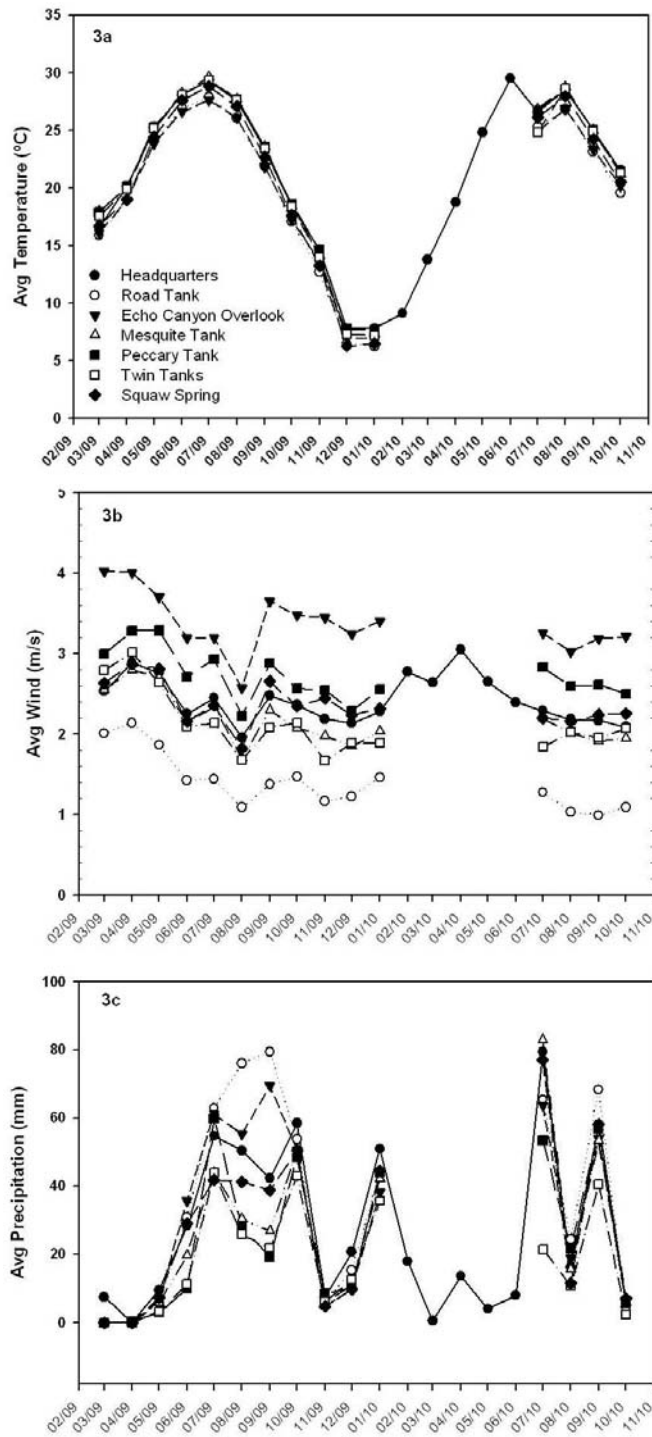 3a
Avg Temperature (°C)
35
30
25
20
15
10
5
0
Headquarters
Road Tank
Echo Canyon Overlook
Mesquite Tank
Peccary Tank
Twin Tanks
Squaw Spring
02/09 03/09 04/09 05/09 06/09 07/09 08/09 09/09 10/09 11/09 12/09 01/10 02/10 03/10 04/10 05/10 06/10 07/10 08/10 09/10 10/10 11/10
3b
Avg Wind (m/s)
5
4
3
2
1
0
02/09 03/09 04/09 05/09 06/09 07/09 08/09 09/09 10/09 11/09 12/09 01/10 02/10 03/10 04/10 05/10 06/10 07/10 08/10 09/10 10/10 11/10
3c
Avg Precipitation (mm)
100
80
60
40
20
0
02/09 03/09 04/09 05/09 06/09 07/09 08/09 09/09 10/09 11/09 12/09 01/10 02/10 03/10 04/10 05/10 06/10 07/10 08/10 09/10 10/10 11/10